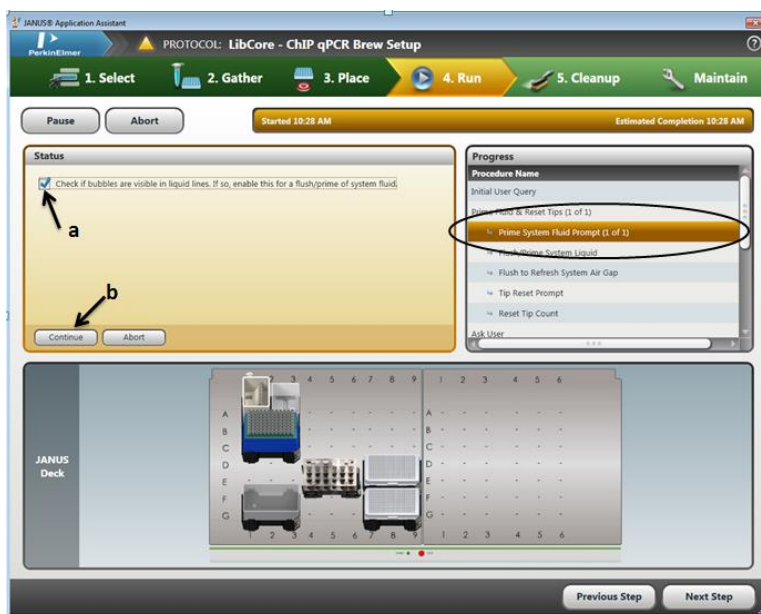 JANUS® Application Assistant
PerkinElmer
PROTOCOL: LibCore - ChIP qPCR Brew Setup
?
1. Select
2. Gather
3. Place
4. Run
5. Cleanup
Maintain
Pause
Abort
Started 10:28 AM
Estimated Completion 10:28 AM
Status
Check if bubbles are visible in liquid lines. If so, enable this for a flush/prime of system fluid.
a
b
Continue
Abort
Progress
Procedure Name
Initial User Query
Prime Fluid & Reset Tips (1 of 1)
Prime System Fluid Prompt (1 of 1)
Flush/Prime System Liquid
Flush to Refresh System Air Gap
Tip Reset Prompt
Reset Tip Count
Ask User
JANUS
Deck
2 3 4 5 6 7 8 9 1 2 3 4 5 6
A A
B B
C C
D D
E E
F F
G G
1 2 3 4 5 6 7 8 9 1 2 3 4 5 6
Previous Step
Next Step